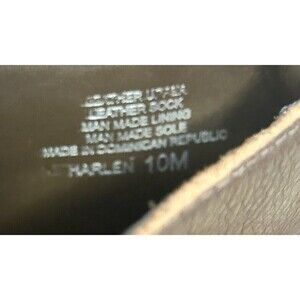 LEATHER UPPER
LEATHER SOCK
MAN MADE LINING
MAN MADE SOLE
MADE IN DOMINICAN REPUBLIC
HARLEN 10M